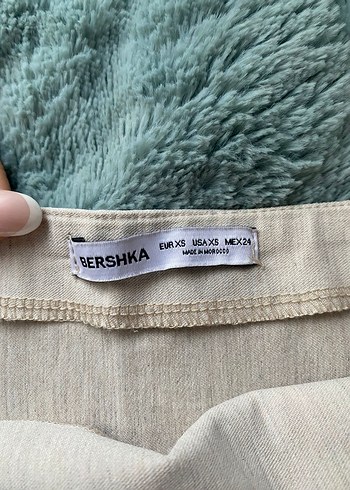 BERSHKA
EUR XS USA XS MEX 24
MADE IN MOROCCO